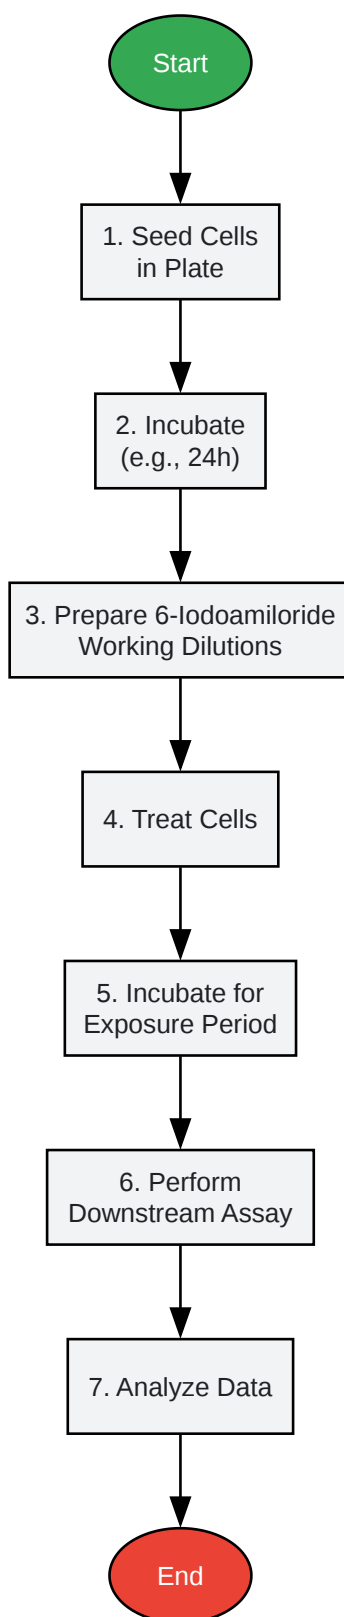 Start
1. Seed Cells
in Plate
2. Incubate
(e.g., 24h)
3. Prepare 6-Iodoamiloride
Working Dilutions
4. Treat Cells
5. Incubate for
Exposure Period
6. Perform
Downstream Assay
7. Analyze Data
End